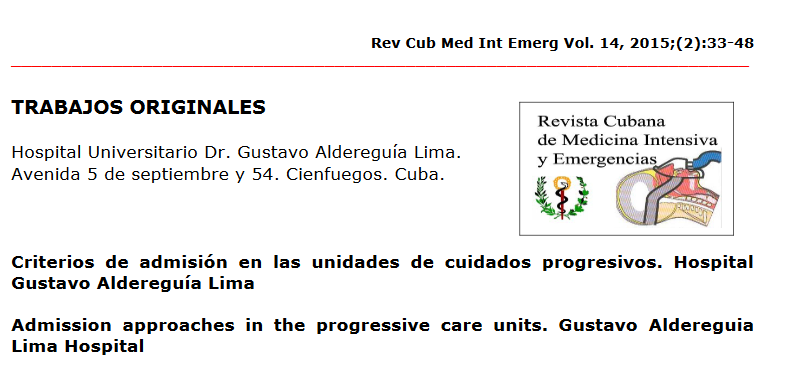 Rev Cub Med Int Emerg Vol. 14, 2015;(2):33-48
TRABAJOS ORIGINALES
Hospital Universitario Dr. Gustavo Aldereguía Lima.
Avenida 5 de septiembre y 54. Cienfuegos. Cuba.
Revista Cubana
de Medicina Intensiva
y Emergencias
Criterios de admisión en las unidades de cuidados progresivos. Hospital
Gustavo Aldereguía Lima
Admission approaches in the progressive care units. Gustavo Aldereguia
Lima Hospital